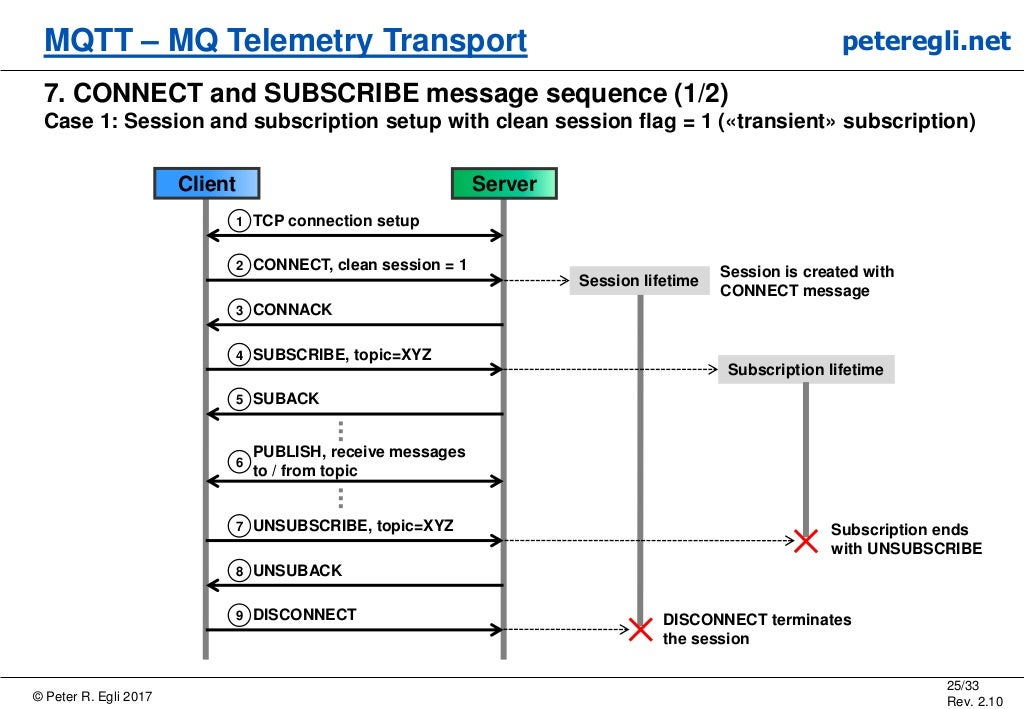 MQTT – MQ Telemetry Transport
peteregli.net
7. CONNECT and SUBSCRIBE message sequence (1/2)
Case 1: Session and subscription setup with clean session flag = 1 («transient» subscription)
Client
Server
1 TCP connection setup
2 CONNECT, clean session = 1
Session lifetime
Session is created with
CONNECT message
3 CONNACK
4 SUBSCRIBE, topic=XYZ
Subscription lifetime
5 SUBACK
6 PUBLISH, receive messages
to / from topic
7 UNSUBSCRIBE, topic=XYZ
Subscription ends
with UNSUBSCRIBE
8 UNSUBACK
9 DISCONNECT
DISCONNECT terminates
the session
© Peter R. Egli 2017
25/33
Rev. 2.10